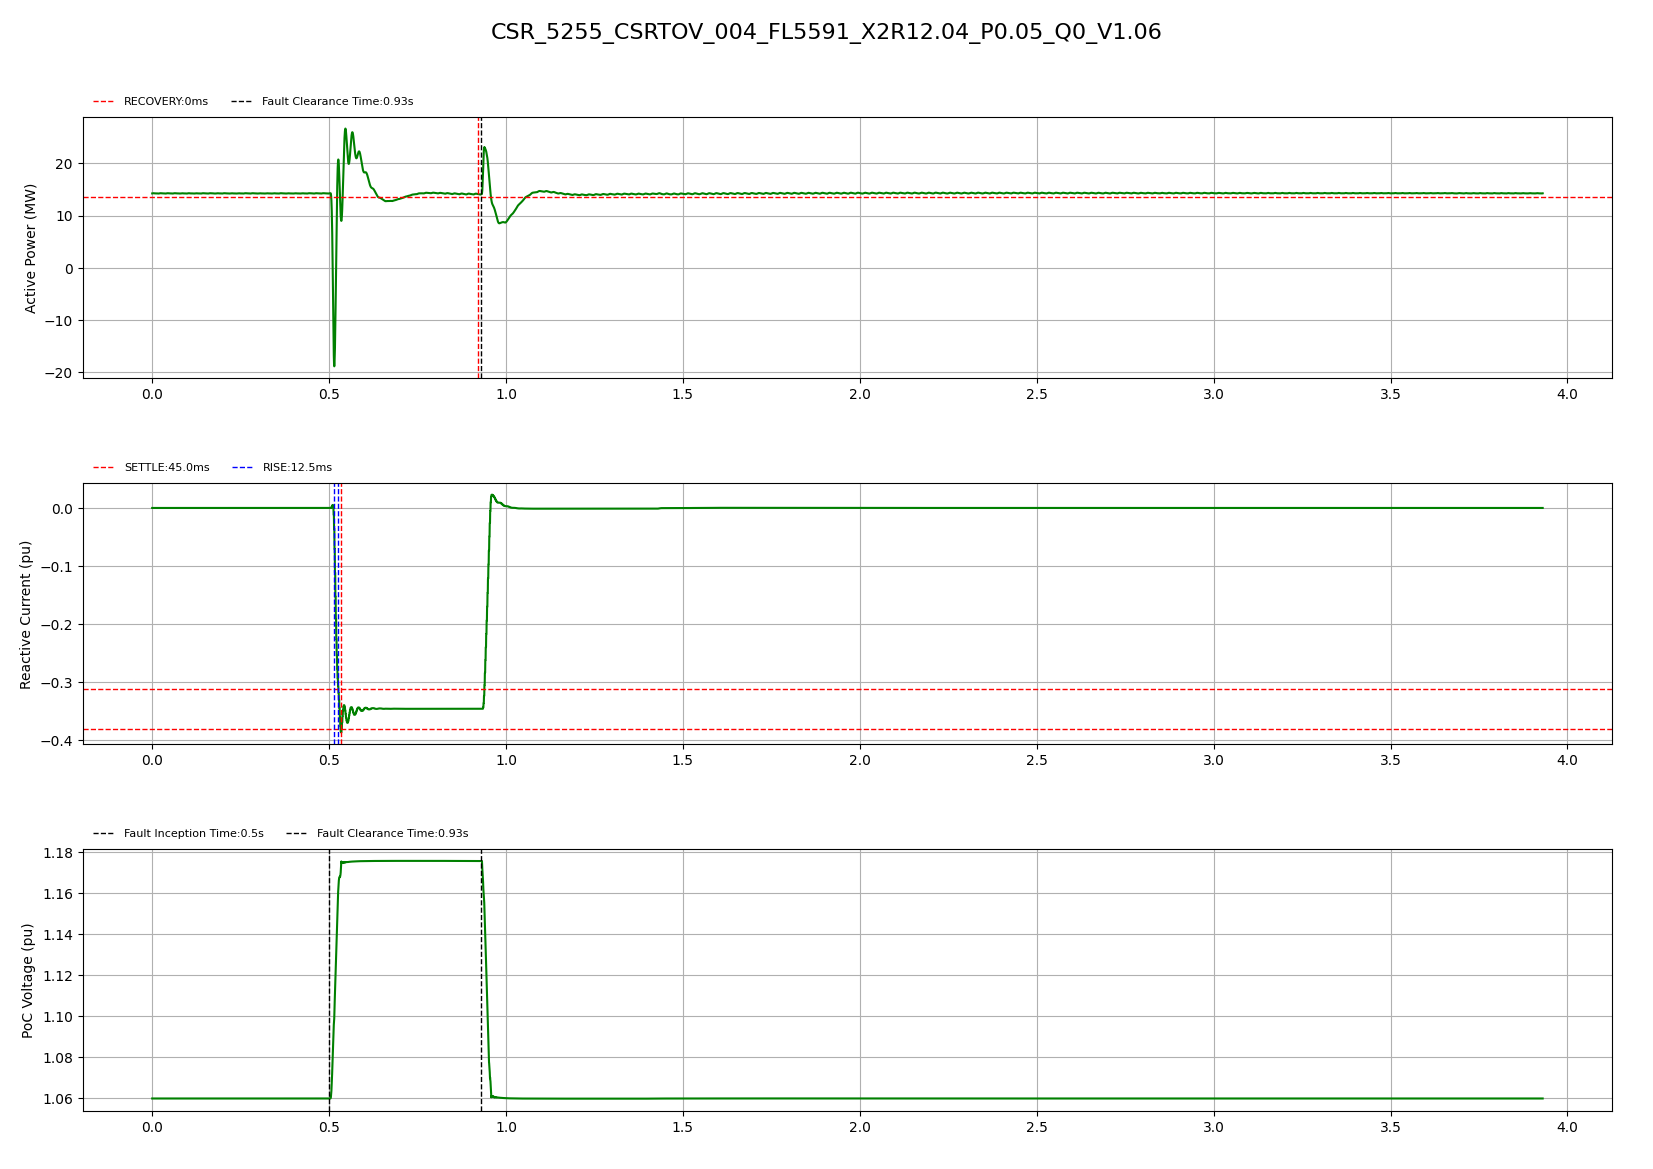 CSR_5255_CSRTOV_004_FL5591_X2R12.04_P0.05_Q0_V1.06
RECOVERY:0ms Fault Clearance Time:0.93s
Active Power (MW)
20
10
0
−10
−20
0.0 0.5 1.0 1.5 2.0 2.5 3.0 3.5 4.0
SETTLE:45.0ms RISE:12.5ms
Reactive Current (pu)
0.0
−0.1
−0.2
−0.3
−0.4
0.0 0.5 1.0 1.5 2.0 2.5 3.0 3.5 4.0
Fault Inception Time:0.5s Fault Clearance Time:0.93s
PoC Voltage (pu)
1.18
1.16
1.14
1.12
1.10
1.08
1.06
0.0 0.5 1.0 1.5 2.0 2.5 3.0 3.5 4.0